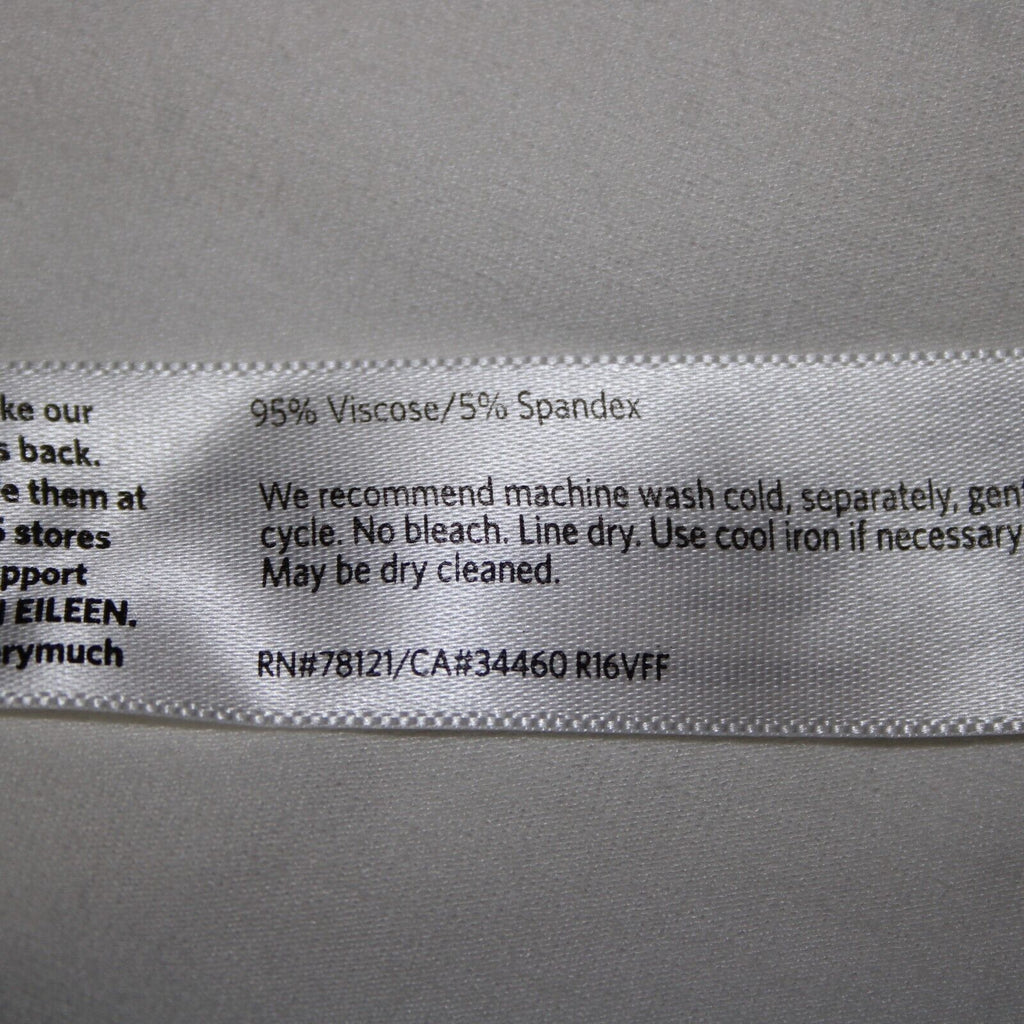 ke our
s back.
e them at
stores
pport
EILEEN.
rymuch
95% Viscose/5% Spandex
We recommend machine wash cold, separately, gent
cycle. No bleach. Line dry. Use cool iron if necessary
May be dry cleaned.
RN#78121/CA#34460 R16VFF